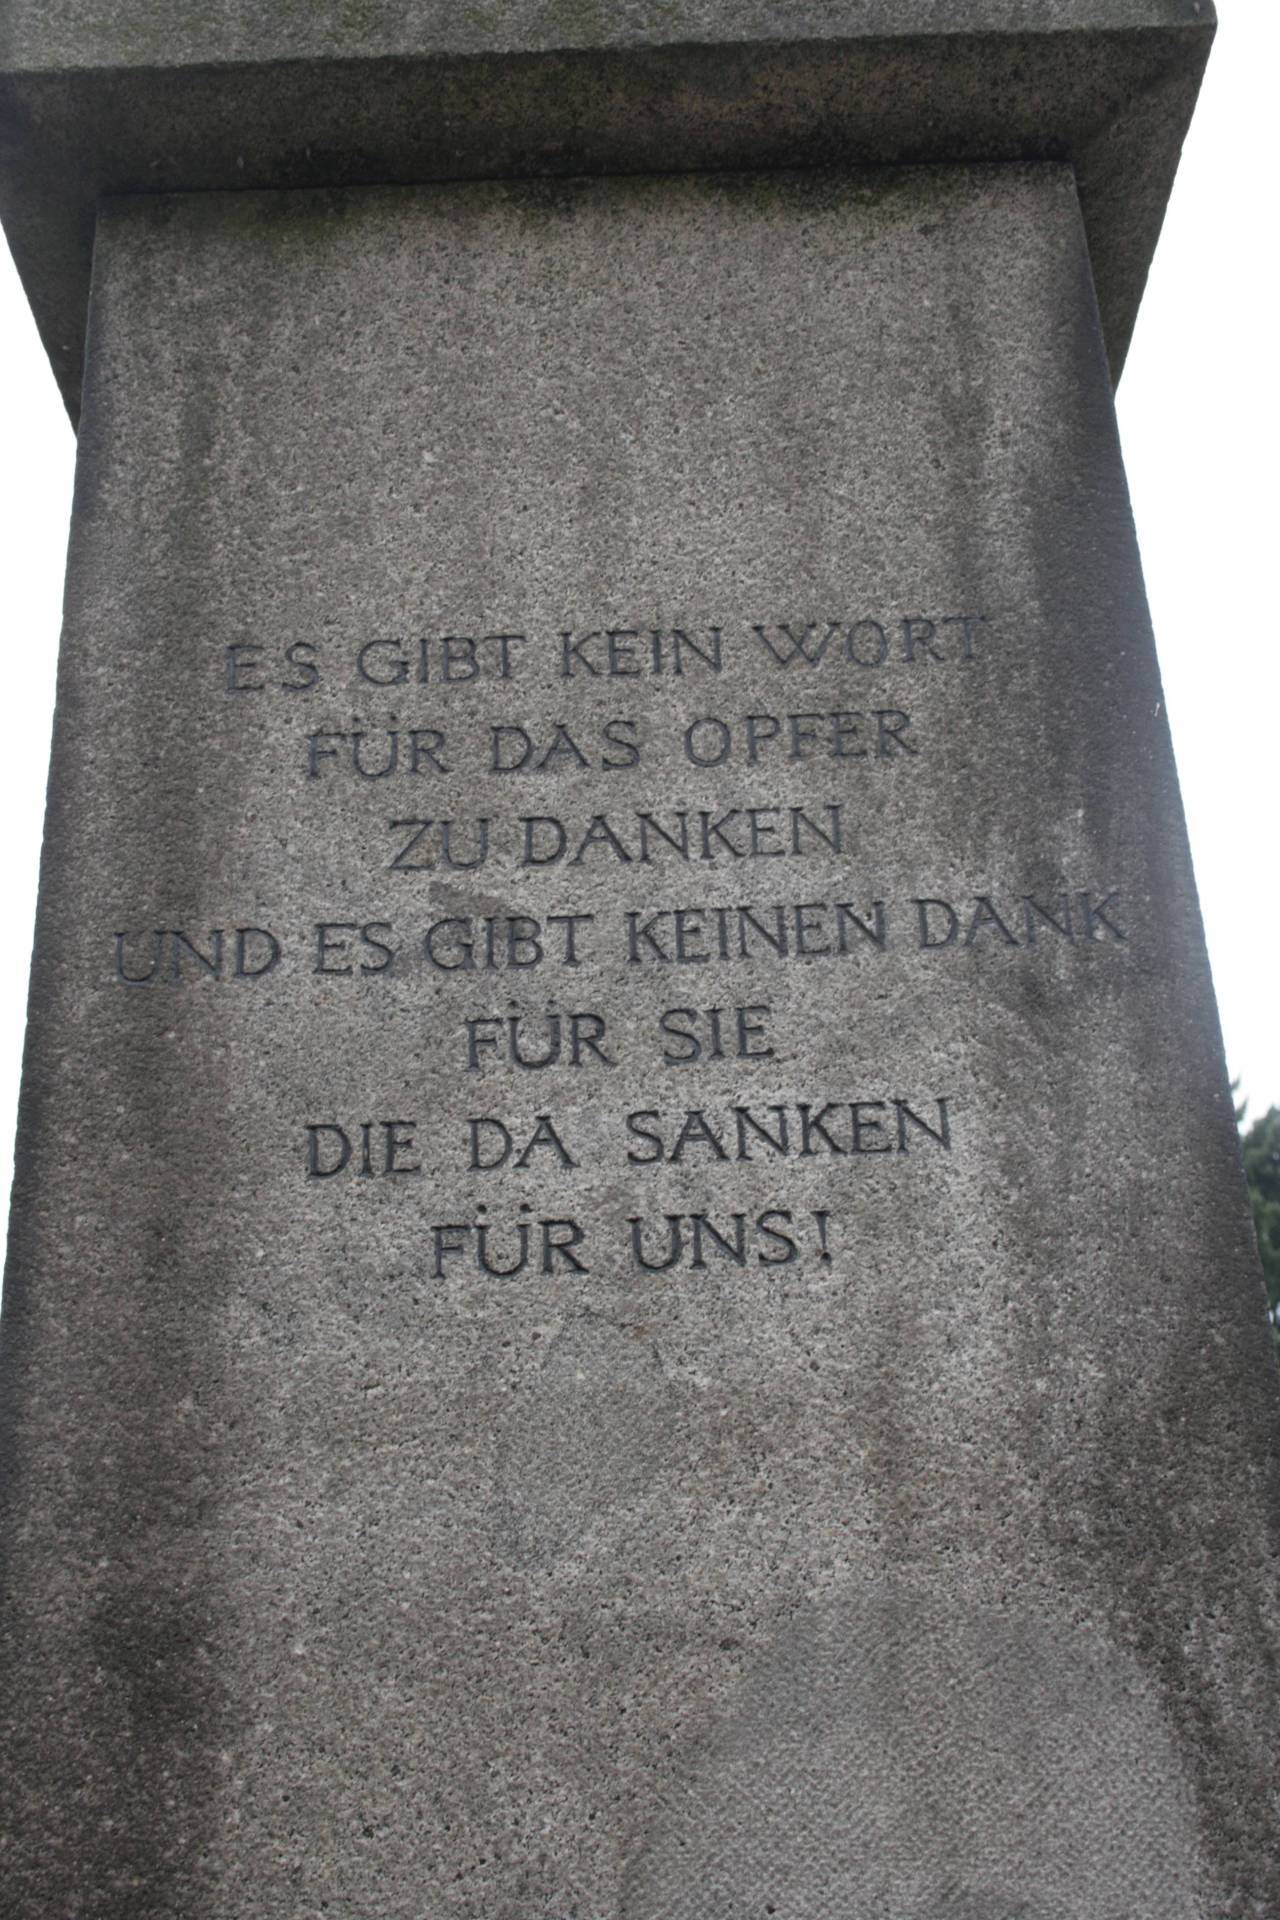 ES GIBT KEIN WORT
FÜR DAS OPFER
ZU DANKEN
UND ES GIBT KEINEN DANK
FÜR SIE
DIE DA SANKEN
FÜR UNS!